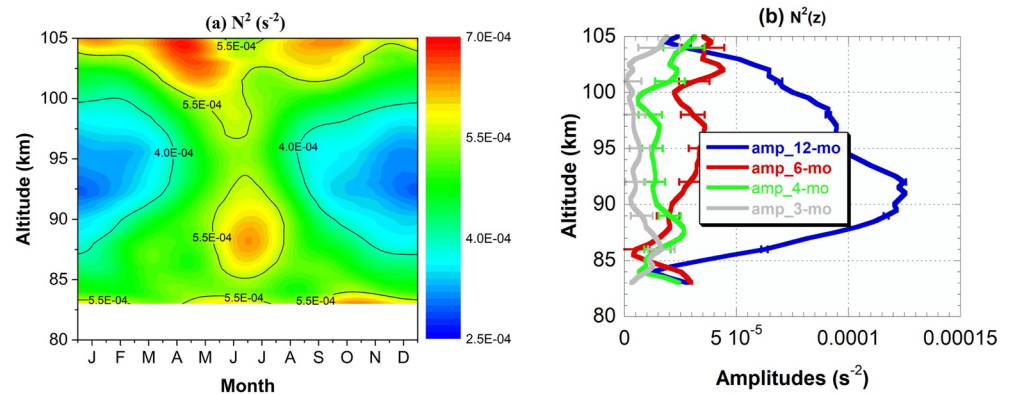 (a) N² (s⁻²)
105
100
95
90
85
80
Altitude (km)
5.5E-04
5.5E-04
4.0E-04
4.0E-04
5.5E-04
5.5E-04
5.5E-04
5.5E-04
J F M A M J J A S O N D
Month
7.0E-04
5.5E-04
4.0E-04
2.5E-04
(b) N²(z)
105
100
95
90
85
80
Altitude (km)
amp_12-mo
amp_6-mo
amp_4-mo
amp_3-mo
0 5 10⁻⁵ 0.0001 0.00015
Amplitudes (s⁻²)